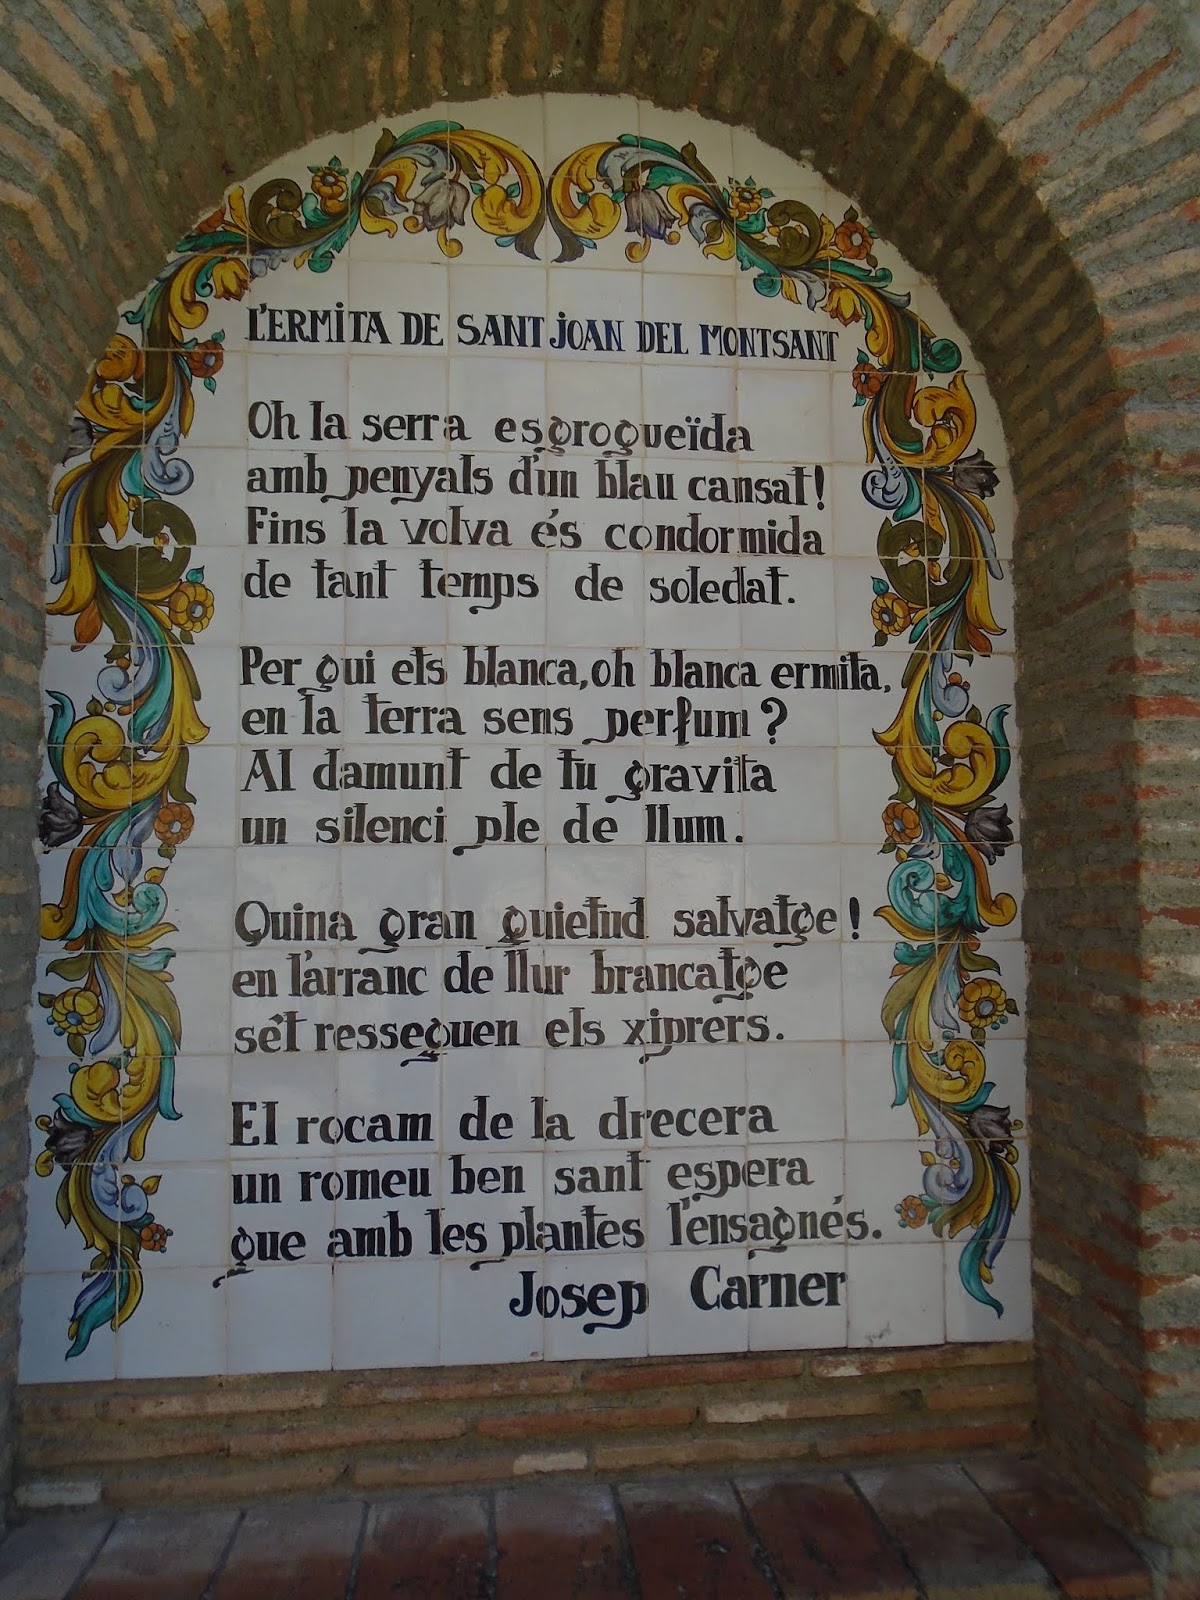 L'ERMITA DE SANT JOAN DEL MONTSANT
Oh la serra esgrogueïda
amb penyals d'un blau cansat!
Fins la volva és condormida
de tant temps de soledat.
Per qui ets blanca, oh blanca ermita,
en la terra sens perfum?
Al damunt de tu gravita
un silenci ple de llum.
Quina gran quietud salvatge!
en l'arranc de llur brancatge
sét resseguen els xiprers.
El rocam de la drecera
un romeu ben sant espera
que amb les plantes l'ensagnés.
Josep Carner